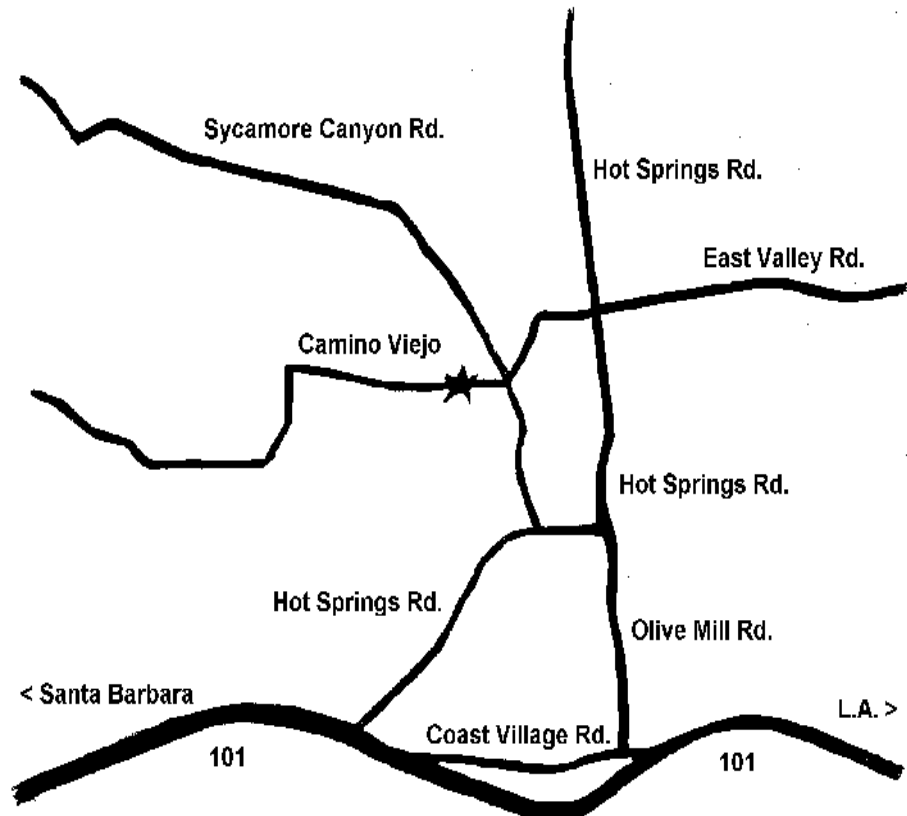 Sycamore Canyon Rd.
Hot Springs Rd.
East Valley Rd.
Camino Viejo
Hot Springs Rd.
Hot Springs Rd.
Olive Mill Rd.
< Santa Barbara
L.A. >
Coast Village Rd.
101
101